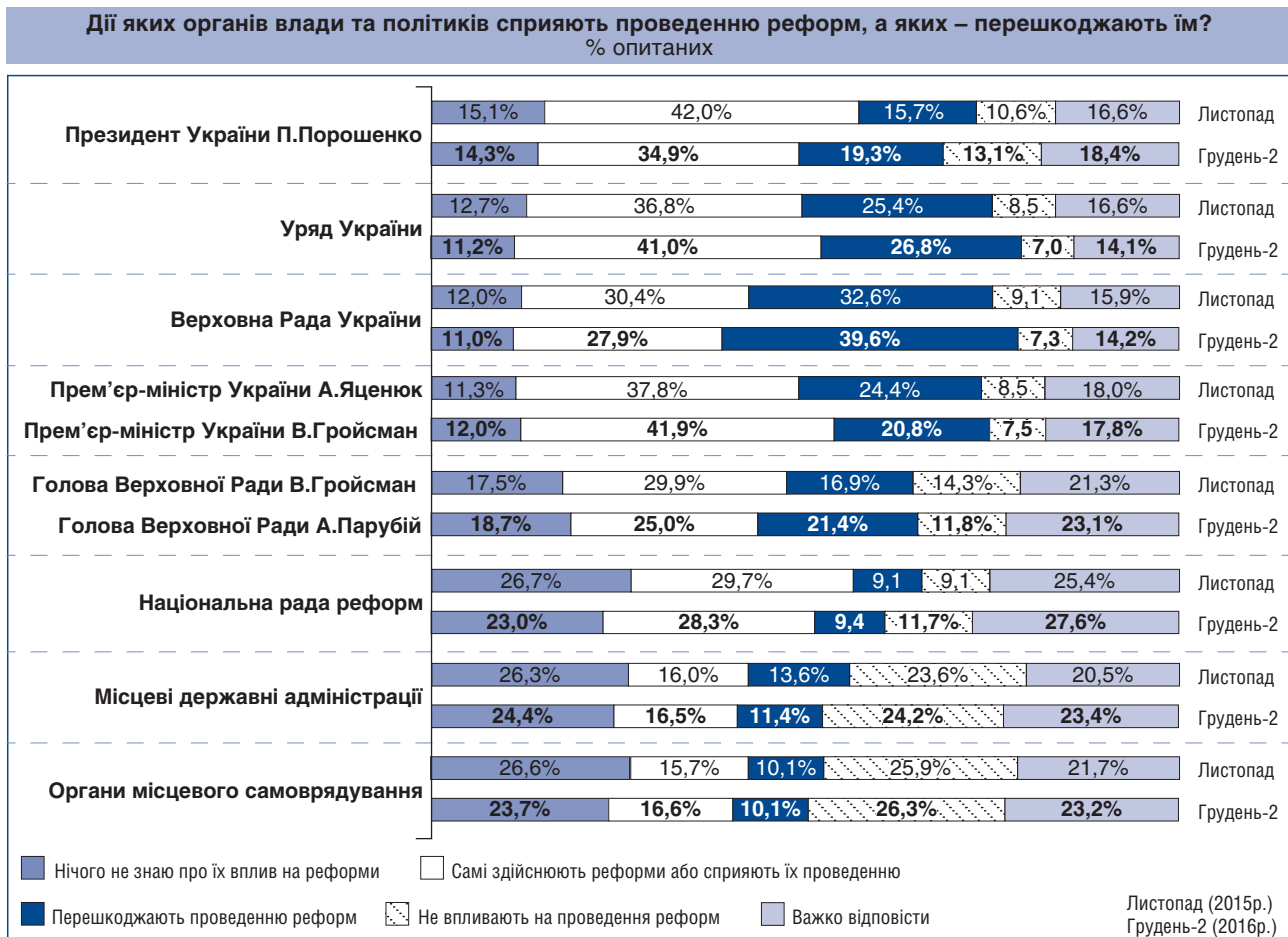 Дії яких органів влади та політиків сприяють проведенню реформ, а яких – перешкоджають їм?
% опитаних
Президент України П.Порошенко
15,1% 42,0% 15,7% 10,6% 16,6% Листопад
14,3% 34,9% 19,3% 13,1% 18,4% Грудень-2
Уряд України
12,7% 36,8% 25,4% 8,5 16,6% Листопад
11,2% 41,0% 26,8% 7,0 14,1% Грудень-2
Верховна Рада України
12,0% 30,4% 32,6% 9,1 15,9% Листопад
11,0% 27,9% 39,6% 7,3 14,2% Грудень-2
Прем’єр-міністр України А.Яценюк 11,3% 37,8% 24,4% 8,5 18,0% Листопад
Прем’єр-міністр України В.Гройсман 12,0% 41,9% 20,8% 7,5 17,8% Грудень-2
Голова Верховної Ради В.Гройсман 17,5% 29,9% 16,9% 14,3% 21,3% Листопад
Голова Верховної Ради А.Парубій 18,7% 25,0% 21,4% 11,8% 23,1% Грудень-2
Національна рада реформ
26,7% 29,7% 9,1 9,1 25,4% Листопад
23,0% 28,3% 9,4 11,7% 27,6% Грудень-2
Місцеві державні адміністрації
26,3% 16,0% 13,6% 23,6% 20,5% Листопад
24,4% 16,5% 11,4% 24,2% 23,4% Грудень-2
Органи місцевого самоврядування
26,6% 15,7% 10,1% 25,9% 21,7% Листопад
23,7% 16,6% 10,1% 26,3% 23,2% Грудень-2
Нічого не знаю про їх вплив на реформи Самі здійснюють реформи або сприяють їх проведенню
Перешкоджають проведенню реформ Не впливають на проведення реформ Важко відповісти
Листопад (2015р.)
Грудень-2 (2016р.)